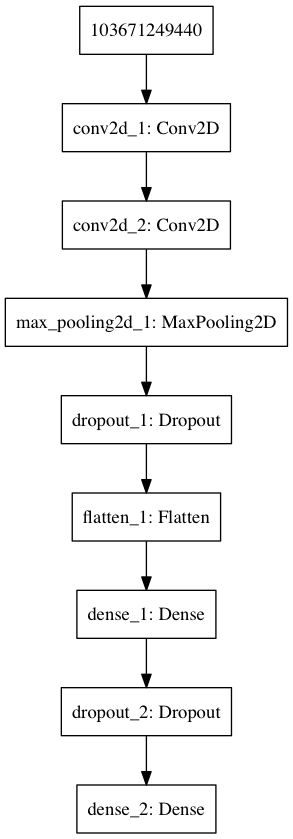 103671249440
conv2d_1: Conv2D
conv2d_2: Conv2D
max_pooling2d_1: MaxPooling2D
dropout_1: Dropout
flatten_1: Flatten
dense_1: Dense
dropout_2: Dropout
dense_2: Dense